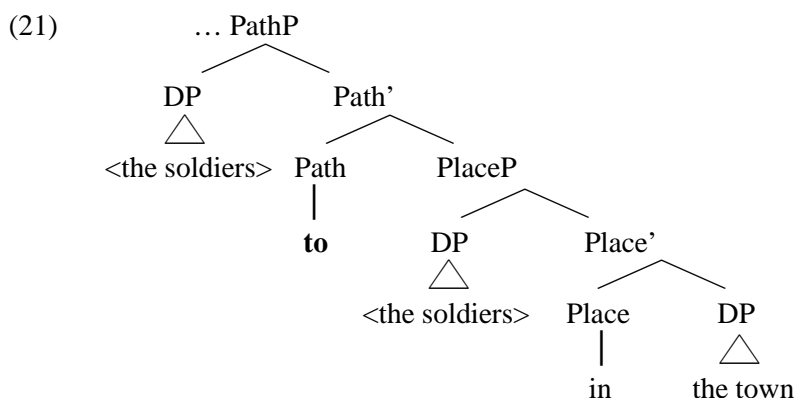 (21) … PathP
DP Path’
<the soldiers> Path PlaceP
to DP Place’
<the soldiers> Place DP
in the town